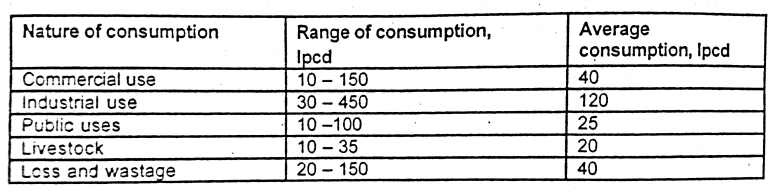 Nature of consumption Range of consumption, lpcd Average consumption, lpcd
Commercial use 10 – 150 40
Industrial use 30 – 450 120
Public uses 10 –100 25
Livestock 10 – 35 20
Loss and wastage 20 – 150 40